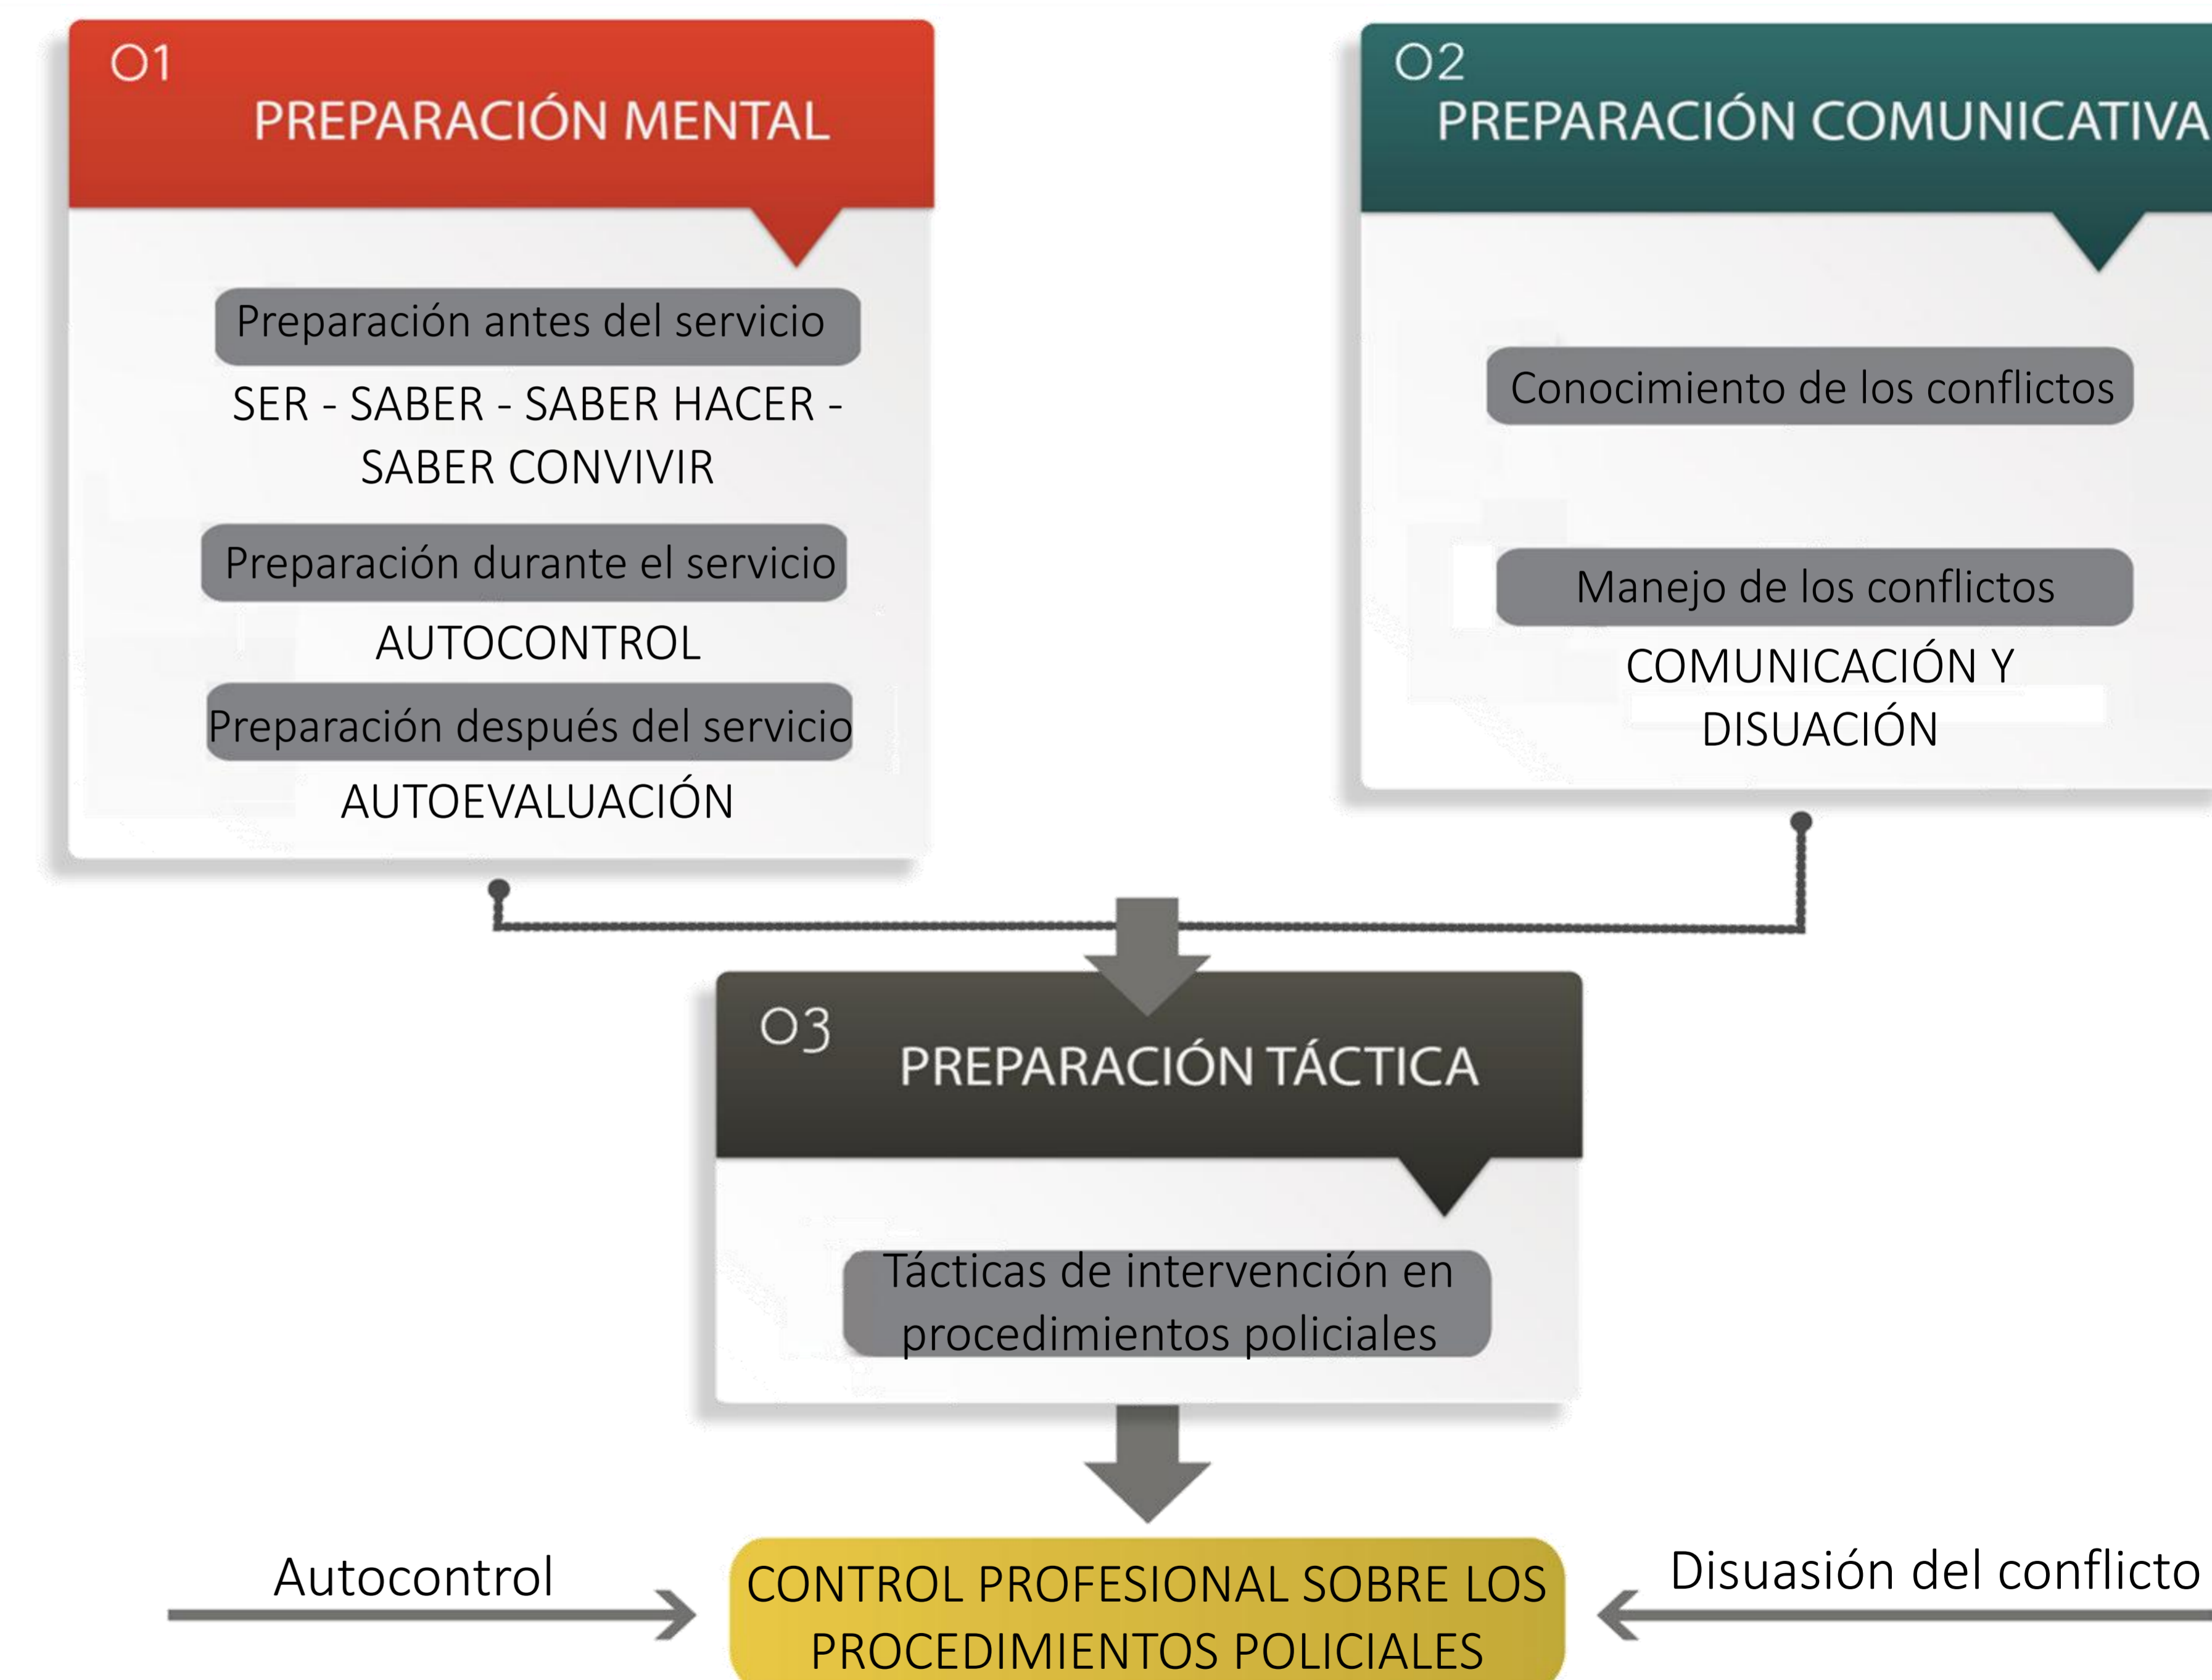 01
PREPARACIÓN MENTAL
Preparación antes del servicio
SER - SABER - SABER HACER -
SABER CONVIVIR
Preparación durante el servicio
AUTOCONTROL
Preparación después del servicio
AUTOEVALUACIÓN
02
PREPARACIÓN COMUNICATIVA
Conocimiento de los conflictos
Manejo de los conflictos
COMUNICACIÓN Y
DISUACIÓN
03
PREPARACIÓN TÁCTICA
Tácticas de intervención en
procedimientos policiales
Autocontrol
CONTROL PROFESIONAL SOBRE LOS
PROCEDIMIENTOS POLICIALES
Disuasión del conflicto